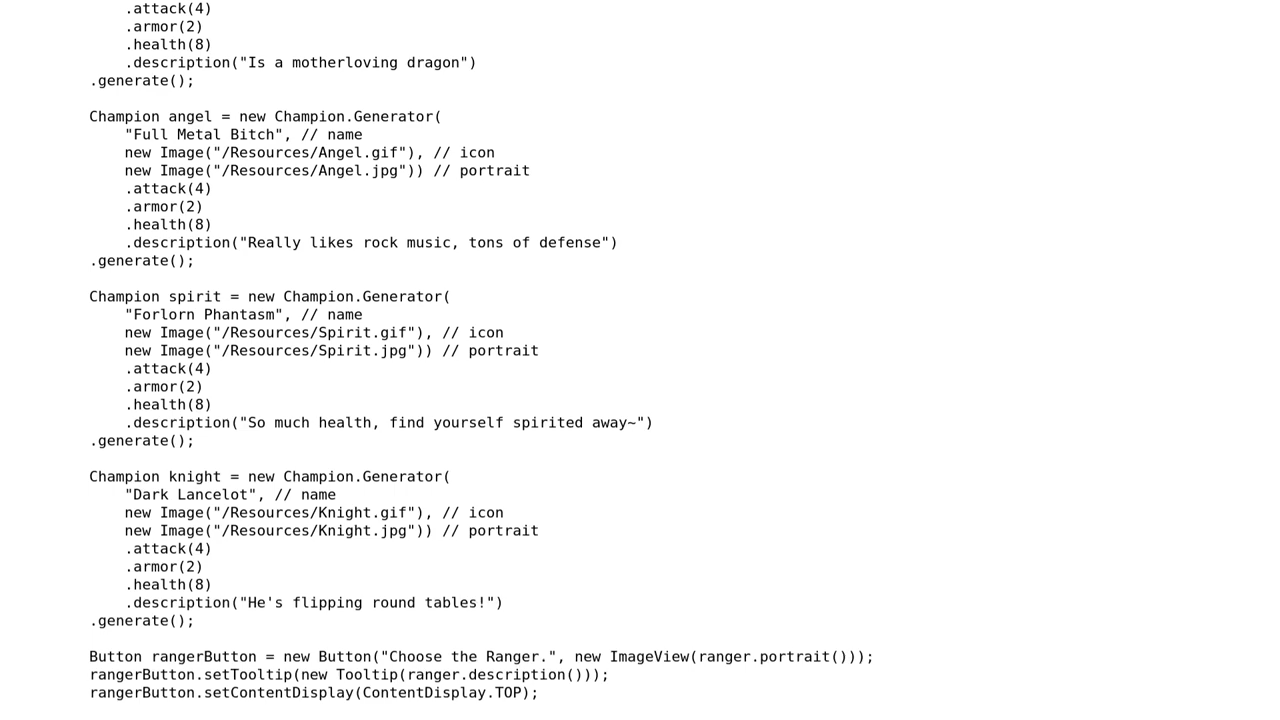 .attack(4)
.armor(2)
.health(8)
.description("Is a motherloving dragon")
.generate();
Champion angel = new Champion.Generator(
"Full Metal Bitch", // name
new Image("/Resources/Angel.gif"), // icon
new Image("/Resources/Angel.jpg")) // portrait
.attack(4)
.armor(2)
.health(8)
.description("Really likes rock music, tons of defense")
.generate();
Champion spirit = new Champion.Generator(
"Forlorn Phantasm", // name
new Image("/Resources/Spirit.gif"), // icon
new Image("/Resources/Spirit.jpg")) // portrait
.attack(4)
.armor(2)
.health(8)
.description("So much health, find yourself spirited away~")
.generate();
Champion knight = new Champion.Generator(
"Dark Lancelot", // name
new Image("/Resources/Knight.gif"), // icon
new Image("/Resources/Knight.jpg")) // portrait
.attack(4)
.armor(2)
.health(8)
.description("He's flipping round tables!")
.generate();
Button rangerButton = new Button("Choose the Ranger.", new ImageView(ranger.portrait()));
rangerButton.setTooltip(new Tooltip(ranger.description()));
rangerButton.setContentDisplay(ContentDisplay.TOP);